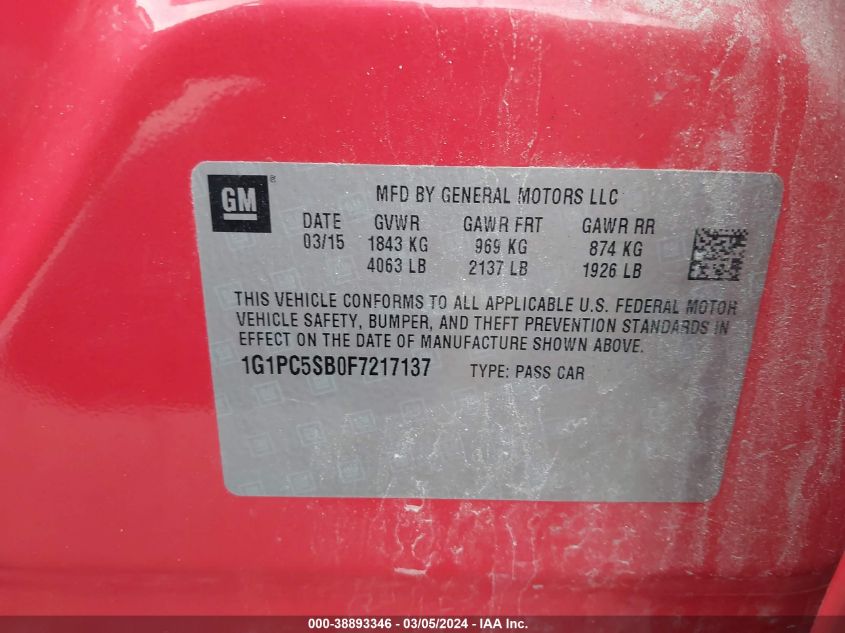 GM®
MFD BY GENERAL MOTORS LLC
DATE GVWR GAWR FRT GAWR RR
03/15 1843 KG 969 KG 874 KG
4063 LB 2137 LB 1926 LB
THIS VEHICLE CONFORMS TO ALL APPLICABLE U.S. FEDERAL MOTOR
VEHICLE SAFETY, BUMPER, AND THEFT PREVENTION STANDARDS IN
EFFECT ON THE DATE OF MANUFACTURE SHOWN ABOVE.
1G1PC5SB0F7217137 TYPE: PASS CAR
000-38893346 - 03/05/2024 - IAA Inc.